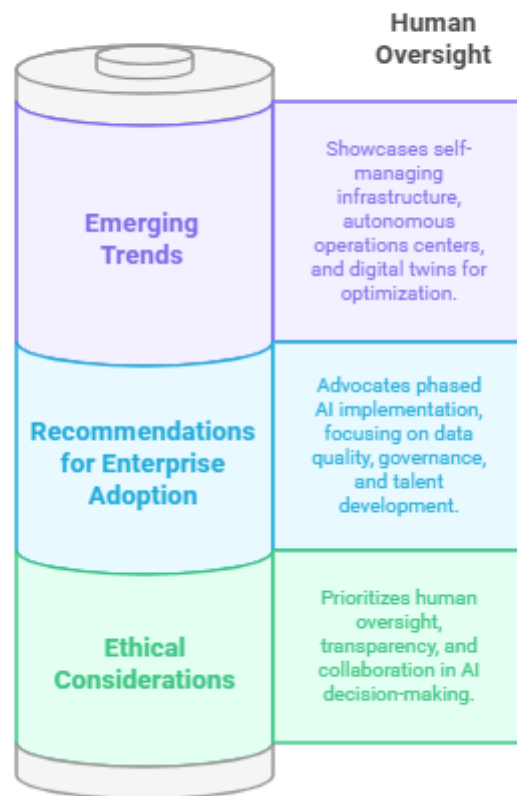 Human
Oversight
Emerging
Trends
Showcases self-
managing
infrastructure,
autonomous
operations centers,
and digital twins for
optimization.
Recommendations
for Enterprise
Adoption
Advocates phased
AI implementation,
focusing on data
quality, governance,
and talent
development.
Ethical
Considerations
Prioritizes human
oversight,
transparency, and
collaboration in AI
decision-making.